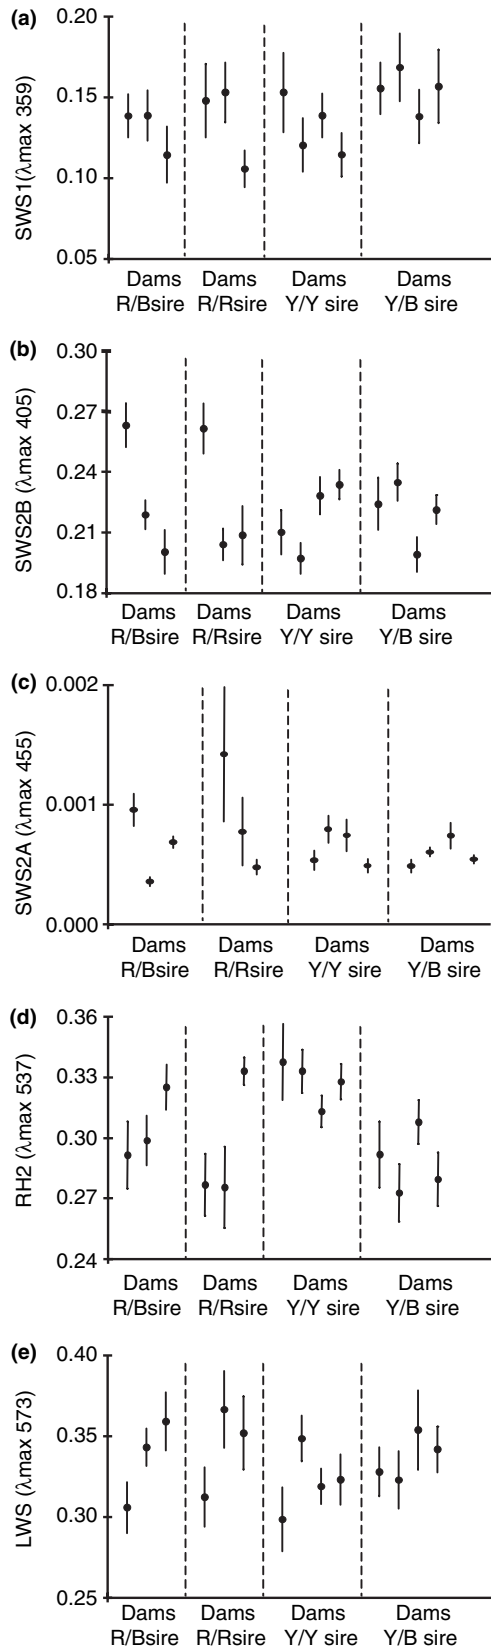 (a)
SWS1(λmax 359)
0.20
0.15
0.10
0.05
Dams Dams Dams Dams
R/Bsire R/Rsire Y/Y sire Y/B sire
(b)
SWS2B (λmax 405)
0.30
0.27
0.24
0.21
0.18
Dams Dams Dams Dams
R/Bsire R/Rsire Y/Y sire Y/B sire
(c)
SWS2A (λmax 455)
0.002
0.001
0.000
Dams Dams Dams Dams
R/Bsire R/Rsire Y/Y sire Y/B sire
(d)
RH2 (λmax 537)
0.36
0.33
0.30
0.27
0.24
Dams Dams Dams Dams
R/Bsire R/Rsire Y/Y sire Y/B sire
(e)
LWS (λmax 573)
0.40
0.35
0.30
0.25
Dams Dams Dams Dams
R/Bsire R/Rsire Y/Y sire Y/B sire